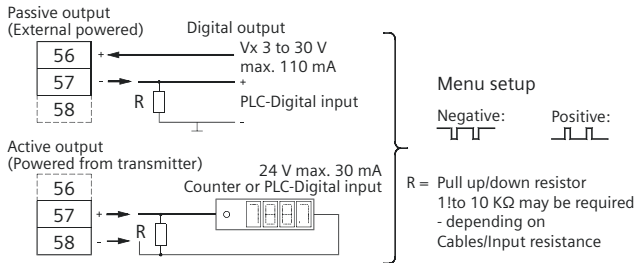 Passive output
(External powered)
Digital output
56 + Vx 3 to 30 V
max. 110 mA
57 - +
58 R PLC-Digital input
-
Active output
(Powered from transmitter)
24 V max. 30 mA
Counter or PLC-Digital input
56
57 +
58 - R
Menu setup
Negative: Positive:
R = Pull up/down resistor
1!to 10 KΩ may be required
- depending on
Cables/Input resistance